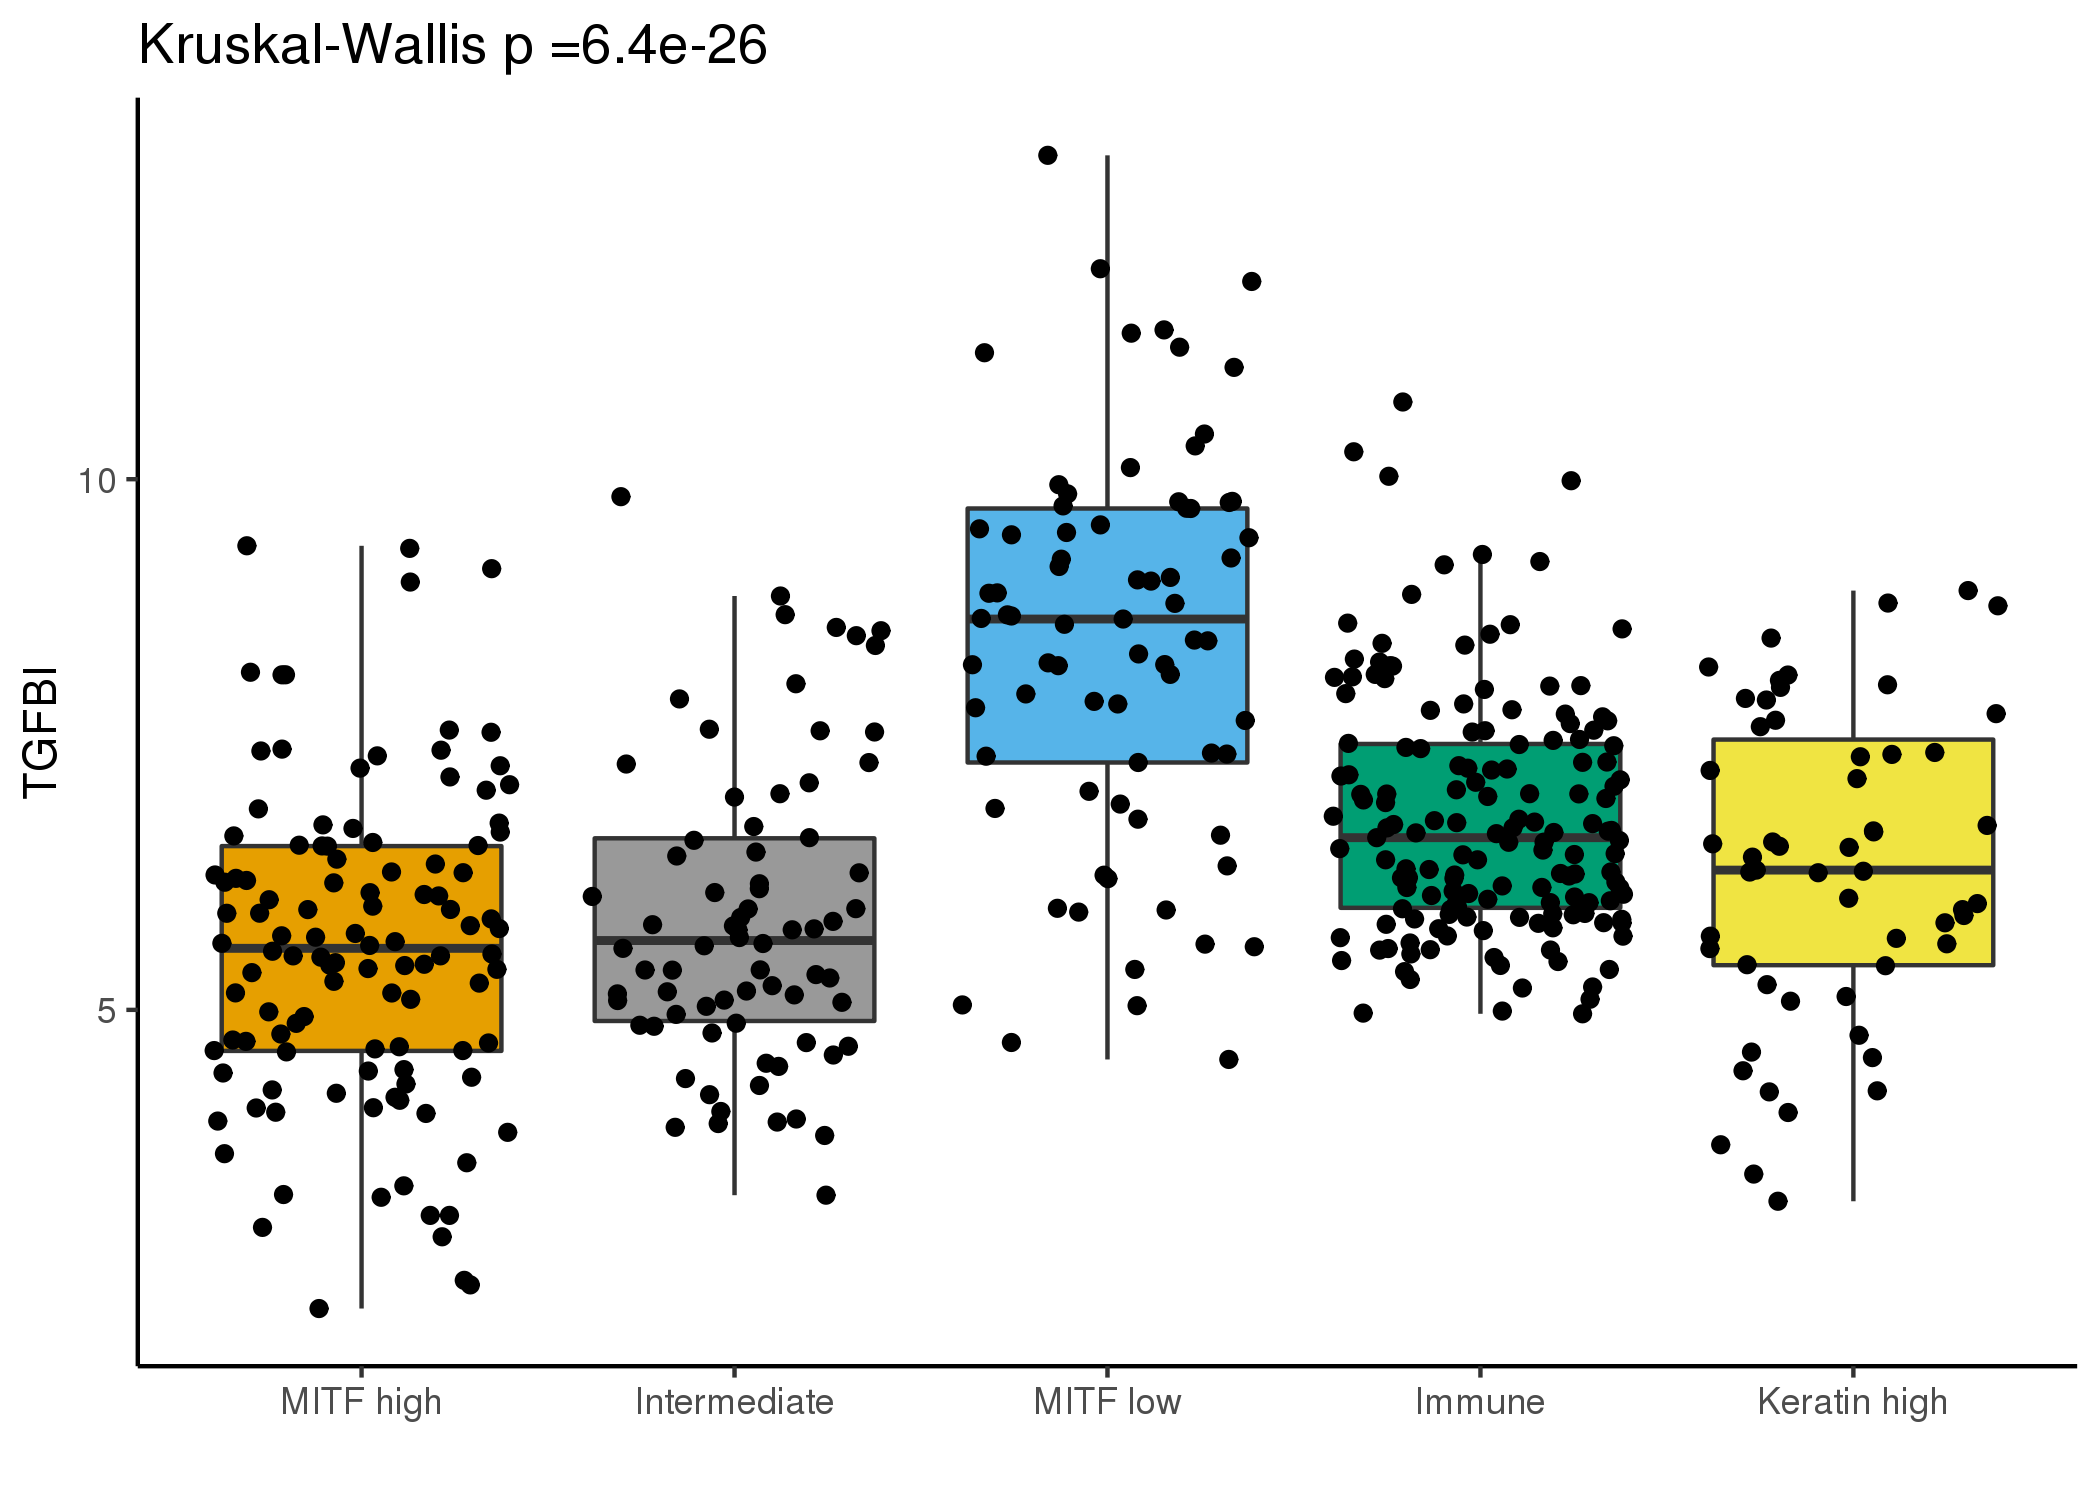 Kruskal-Wallis p =6.4e-26
TGFBI
10
5
MITF high
Intermediate
MITF low
Immune
Keratin high